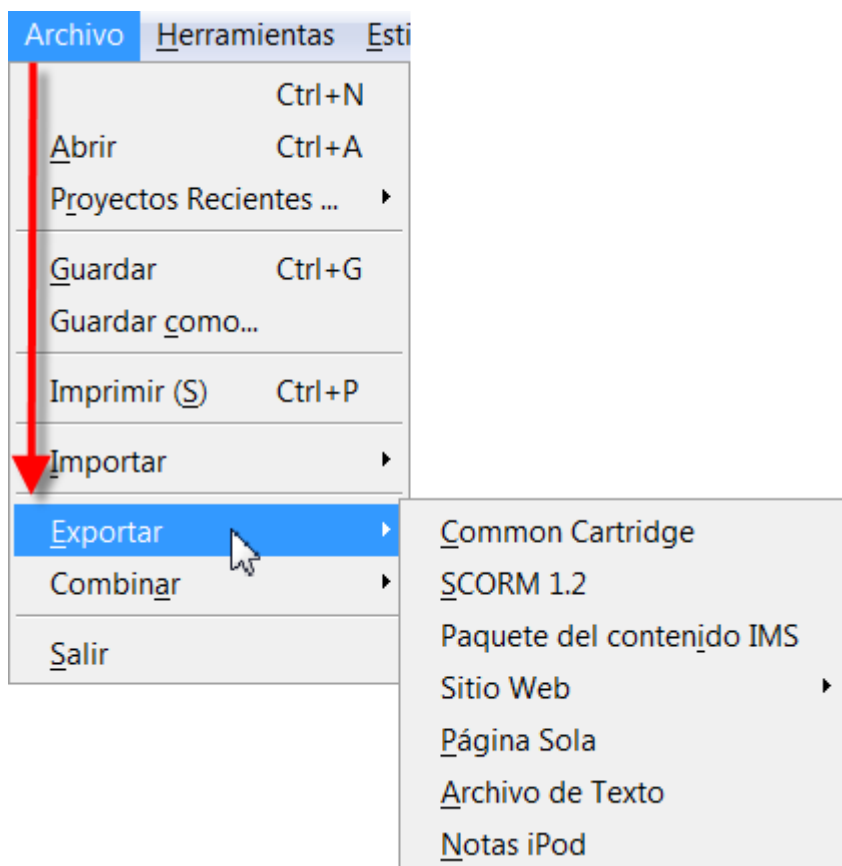 Archivo Herramientas Esti
Ctrl+N
Abrir Ctrl+A
Proyectos Recientes ...
Guardar Ctrl+G
Guardar como...
Imprimir (S) Ctrl+P
Importar
Exportar
Combinar
Salir
Common Cartridge
SCORM 1.2
Paquete del contenido IMS
Sitio Web
Página Sola
Archivo de Texto
Notas iPod